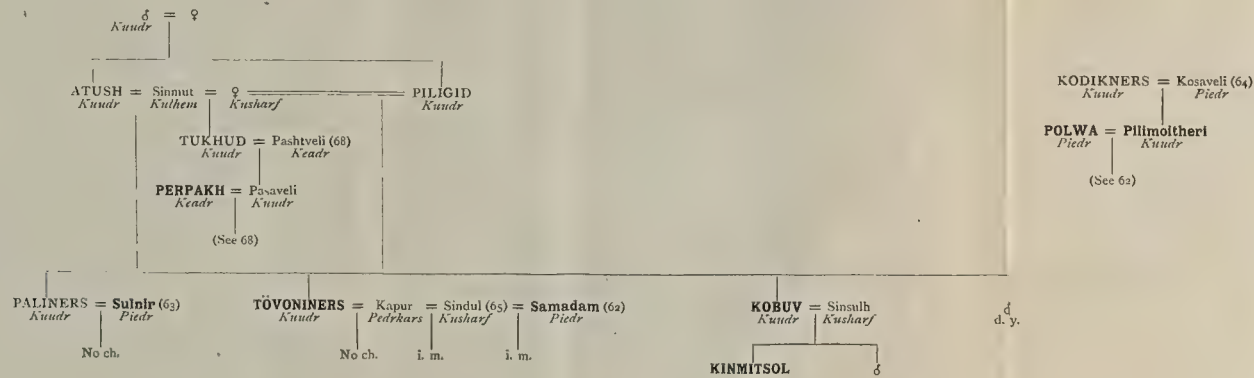 ♂ = ♀
Kuudr
ATUSH = Sinmut = ♀ = PILIGID
Kuudr Kulhem Kusharf Kuudr
KODIKNERS = Kosaveli (64)
Kuudr Piedr
TUKHUD = Pashtveli (68)
Kuudr Keadr
POLWA = Pilimoitheri
Piedr Kuudr
(See 62)
PERPAKH = Pasaveli
Keadr Kuudr
(See 68)
PALINERS = Sulnir (63)
Kuudr Piedr
No ch.
TÖVONINERS = Kapur = Sindul (65) = Samadam (62)
Kuudr Pedrkars Kusharf Piedr
No ch. i. m. i. m.
KOBUV = Sinsulh
Kuudr Kusharf
♂
d. y.
KINMITSOL ♂